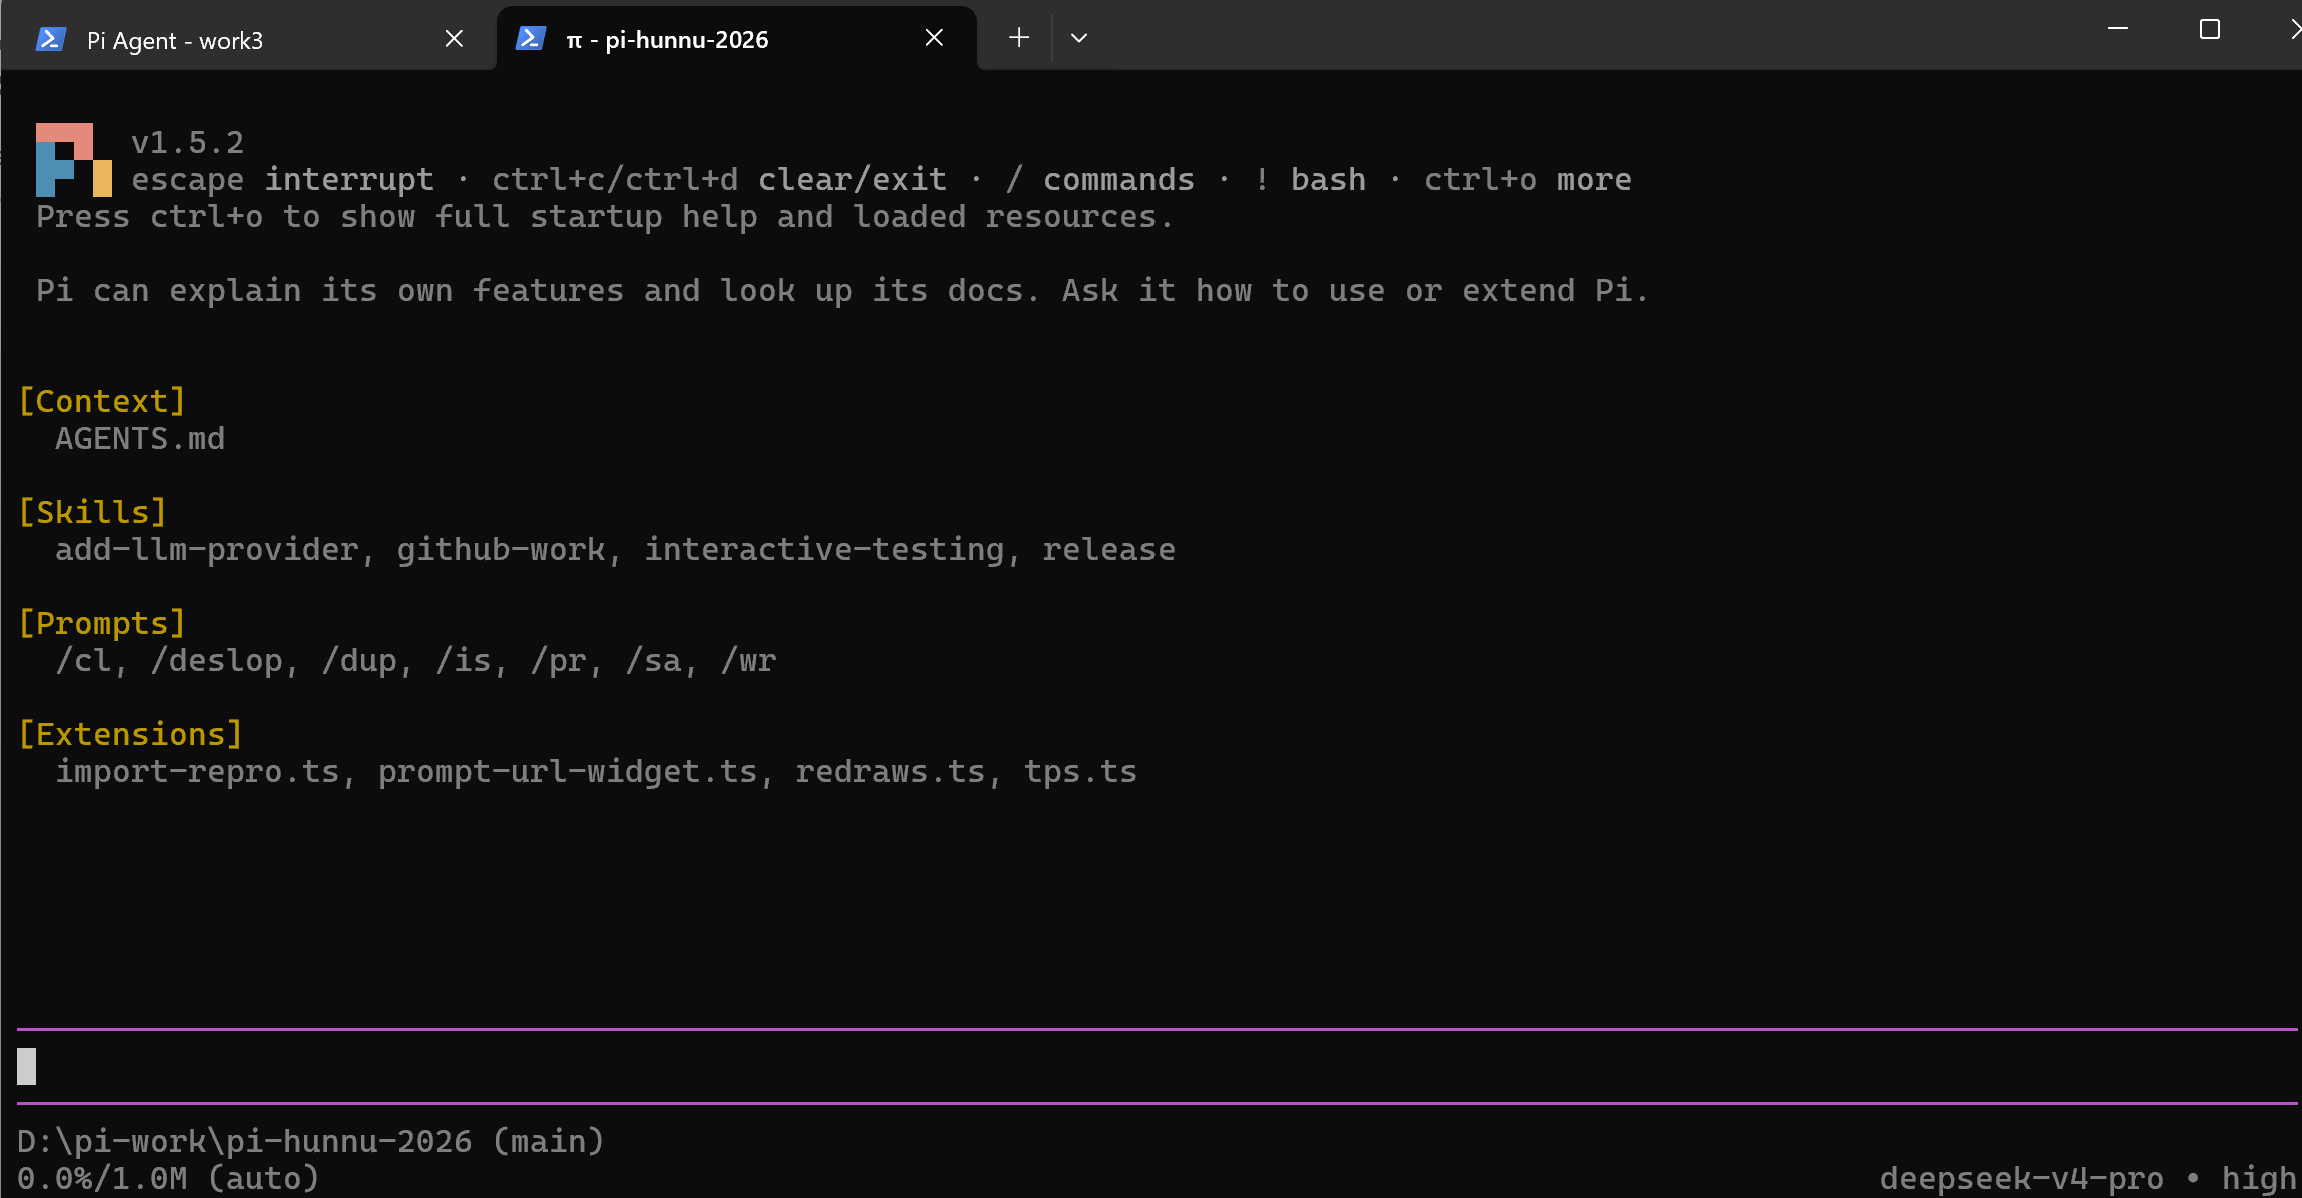 Pi Agent - work3
π - pi-hunnu-2026
v1.5.2
escape interrupt · ctrl+c/ctrl+d clear/exit · / commands · ! bash · ctrl+o more
Press ctrl+o to show full startup help and loaded resources.
Pi can explain its own features and look up its docs. Ask it how to use or extend Pi.
[Context]
AGENTS.md
[Skills]
add-llm-provider, github-work, interactive-testing, release
[Prompts]
/cl, /deslop, /dup, /is, /pr, /sa, /wr
[Extensions]
import-repro.ts, prompt-url-widget.ts, redraws.ts, tps.ts
D:\pi-work\pi-hunnu-2026 (main)
0.0%/1.0M (auto)
deepseek-v4-pro • high